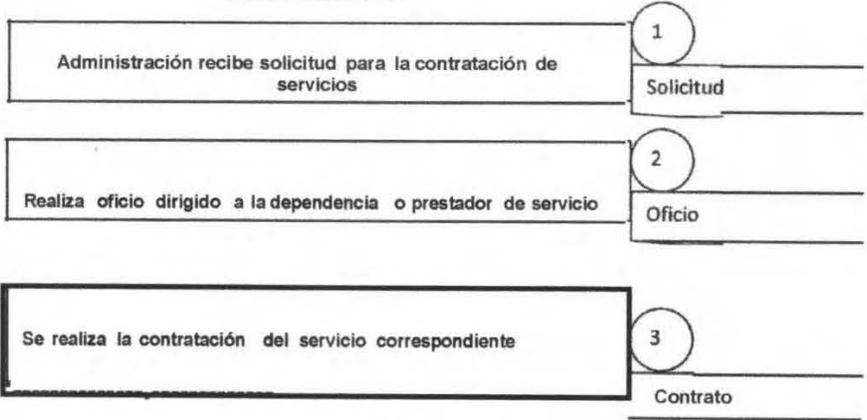 1
Administración recibe solicitud para la contratación de
servicios
Solicitud
2
Realiza oficio dirigido a la dependencia o prestador de servicio
Oficio
Se realiza la contratación del servicio correspondiente
3
Contrato